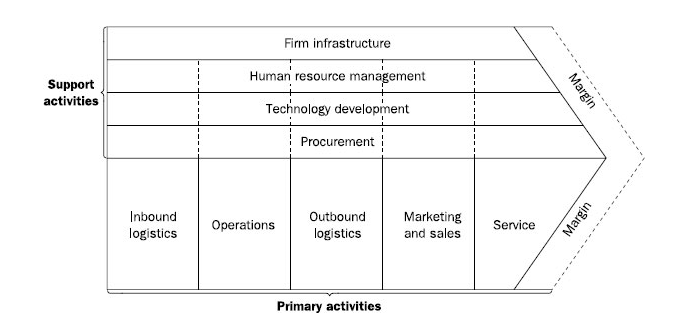 Firm infrastructure
Human resource management
Support
activities
Technology development
Procurement
Margin
Inbound
logistics
Operations
Outbound
logistics
Marketing
and sales
Service
Margin
Primary activities